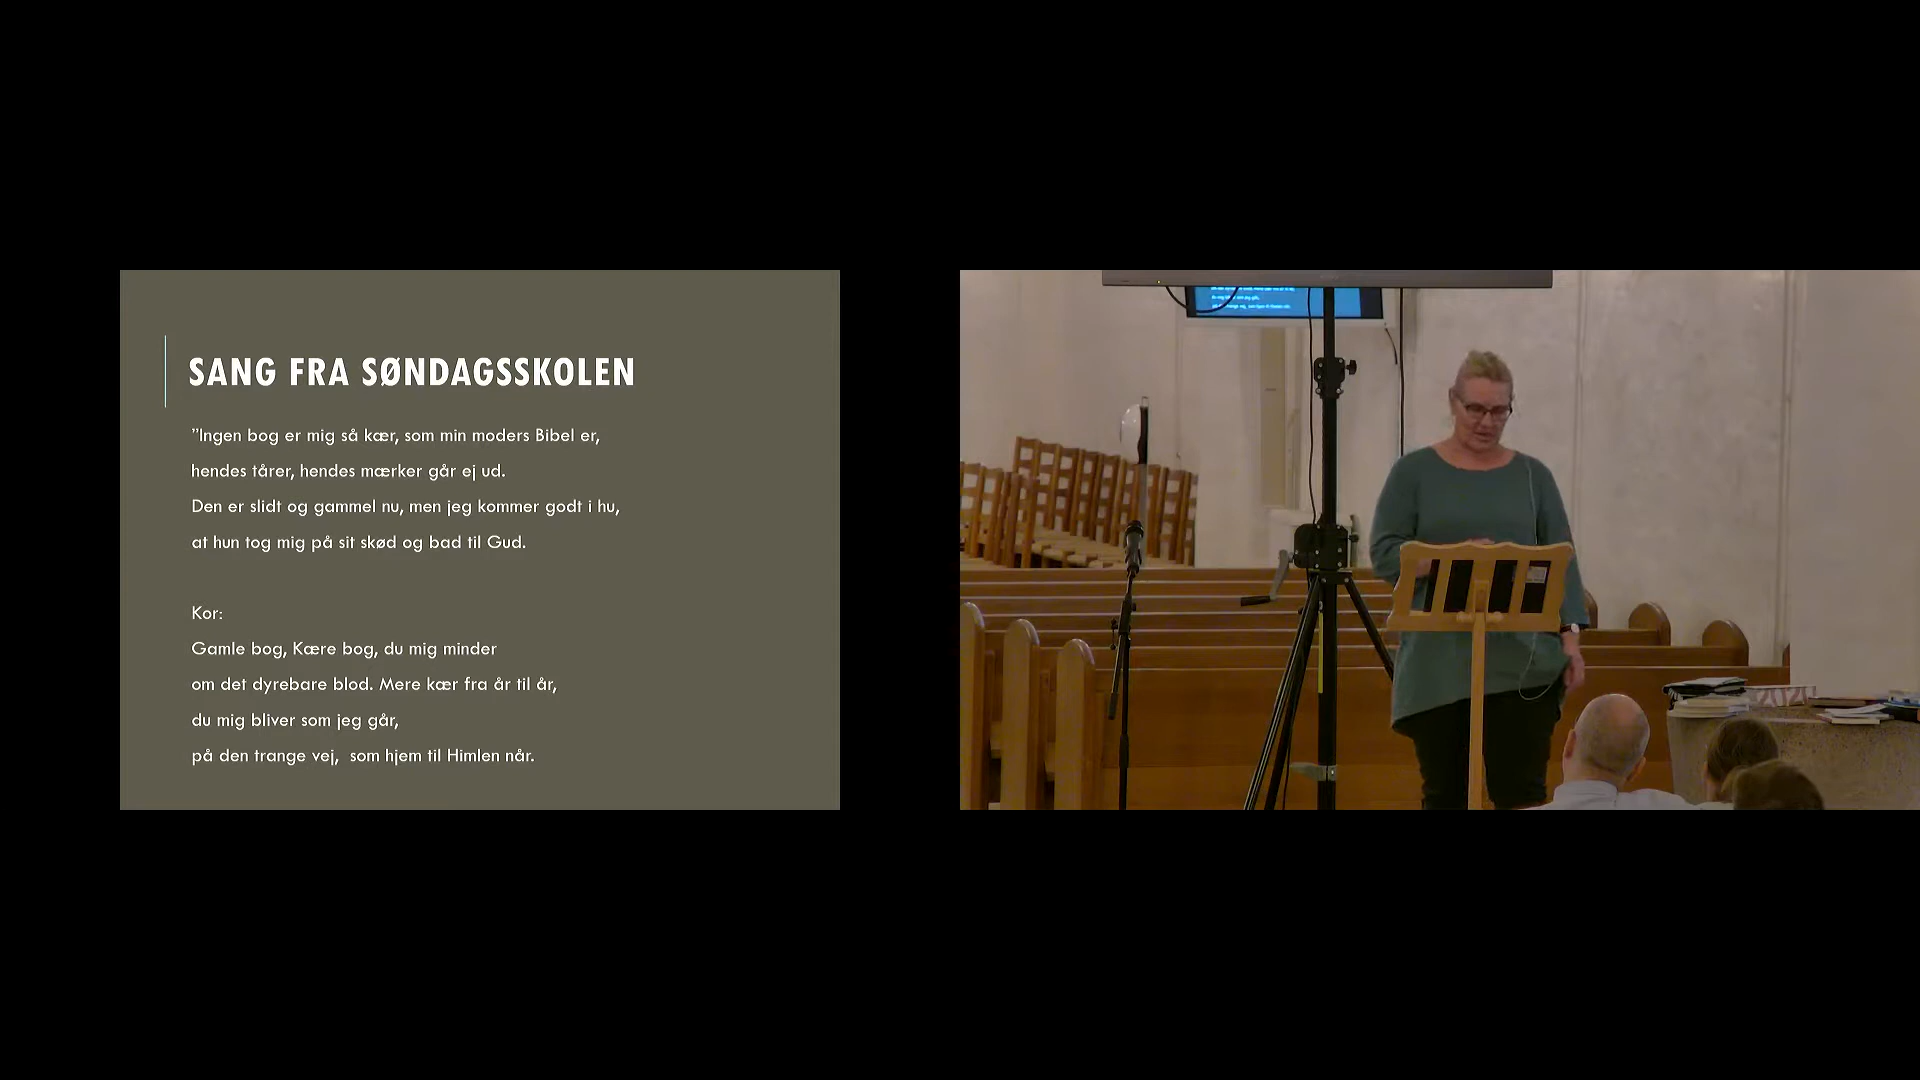 SANG FRA SØNDAGSSKOLEN
”Ingen bog er mig så kær, som min moders Bibel er,
hendes tårer, hendes mærker går ej ud.
Den er slidt og gammel nu, men jeg kommer godt i hu,
at hun tog mig på sit skød og bad til Gud.
Kor:
Gamle bog, Kære bog, du mig minder
om det dyrebare blod. Mere kær fra år til år,
du mig bliver som jeg går,
på den trange vej,  som hjem til Himlen når.